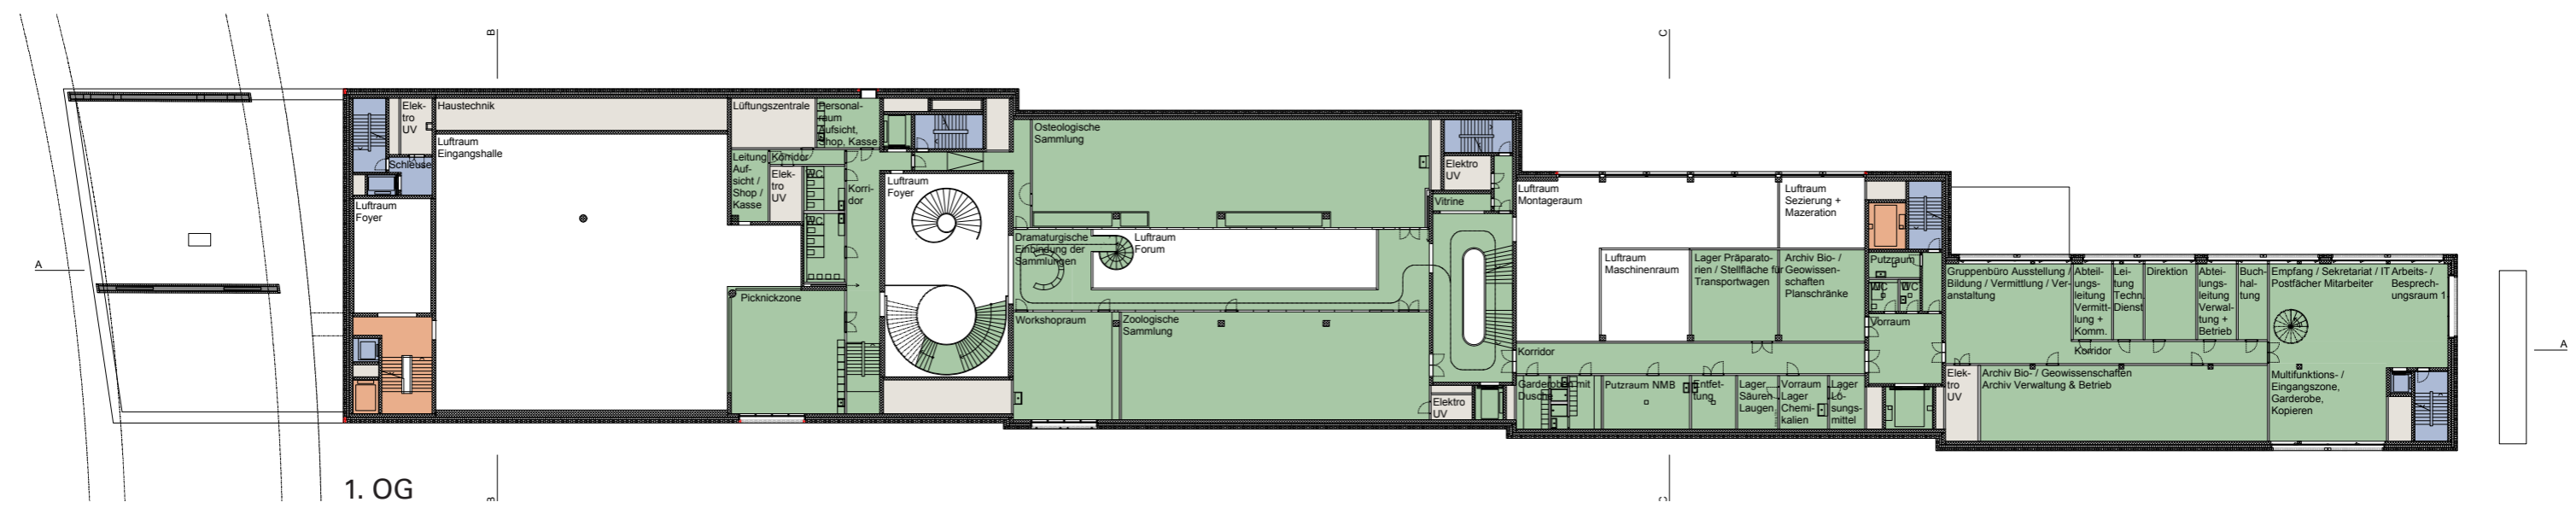 B
C
Elek-
tro
UV
Haustechnik
Lüftungszentrale
Personal-
raum
Aufsicht,
Shop, Kasse
Luftraum
Eingangshalle
Schleuse
Leitung
Auf-
sicht /
Shop /
Kasse
Korridor
Elek-
tro
UV
WC
WC
Korri-
dor
Luftraum
Foyer
Luftraum
Foyer
Picknickzone
Osteologische
Sammlung
Dramaturgische
Einbindung der
Sammlungen
Luftraum
Forum
Workshopraum
Zoologische
Sammlung
Elektro
UV
Vitrine
Elektro
UV
Luftraum
Montageraum
Luftraum
Sezierung +
Mazeration
Luftraum
Maschinenraum
Lager Präparato-
rien / Stellfläche für
Transportwagen
Archiv Bio- /
Geowissen-
schaften
Planschränke
Korridor
Garderoben mit
Dusche
Putzraum NMB
Entfet-
tung
Lager
Säuren-
Laugen
Vorraum
Lager
Chemi-
kalien
Lager
Lö-
sungs-
mittel
Putzraum
WC
WC
Vorraum
Gruppenbüro Ausstellung /
Bildung / Vermittlung / Ver-
anstaltung
Abteil-
ungs-
leitung
Vermitt-
lung +
Komm.
Lei-
tung
Techn.
Dienst
Direktion
Abtei-
lungs-
leitung
Verwal-
tung +
Betrieb
Buch-
hal-
tung
Empfang / Sekretariat / IT
Postfächer Mitarbeiter
Arbeits- /
Besprech-
ungsraum 1
Korridor
Elek-
tro
UV
Archiv Bio- / Geowissenschaften
Archiv Verwaltung & Betrieb
Multifunktions- /
Eingangszone,
Garderobe,
Kopieren
A
A
1. OG
B
C